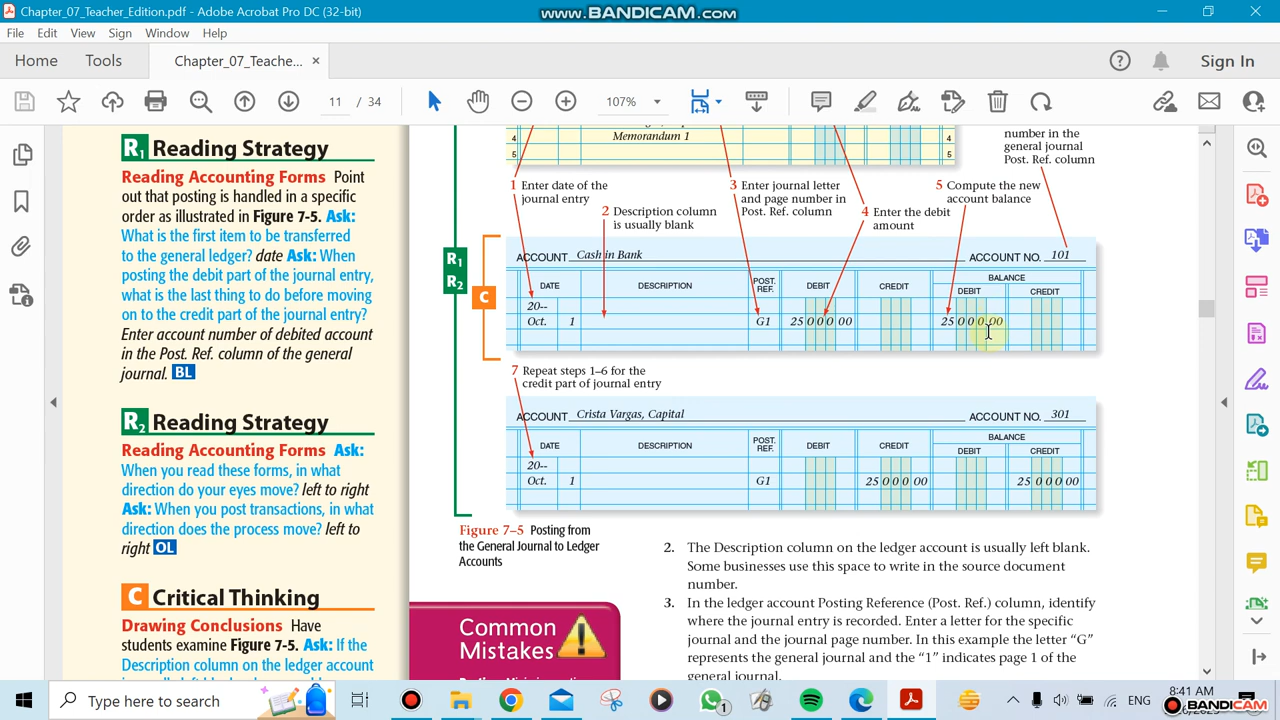 Chapter_07_Teacher_Edition.pdf - Adobe Acrobat Pro DC (32-bit)
www.BANDICAM.com
File Edit View Sign Window Help
Home Tools Chapter_07_Teache... × Sign In
11 / 34 107%
R1 Reading Strategy
Reading Accounting Forms Point
out that posting is handled in a specific
order as illustrated in Figure 7-5. Ask:
What is the first item to be transferred
to the general ledger? date Ask: When
posting the debit part of the journal entry,
what is the last thing to do before moving
on to the credit part of the journal entry?
Enter account number of debited account
in the Post. Ref. column of the general
journal. BL
R2 Reading Strategy
Reading Accounting Forms Ask:
When you read these forms, in what
direction do your eyes move? left to right
Ask: When you post transactions, in what
direction does the process move? left to
right OL
C Critical Thinking
Drawing Conclusions Have
students examine Figure 7-5. Ask: If the
Description column on the ledger account
4 Memorandum 1 4
5 5
number in the
general journal
Post. Ref. column
1 Enter date of the
journal entry
2 Description column
is usually blank
3 Enter journal letter
and page number in
Post. Ref. column
4 Enter the debit
amount
5 Compute the new
account balance
R1
R2
C
ACCOUNT Cash in Bank ACCOUNT NO. 101
DATE DESCRIPTION POST. REF. DEBIT CREDIT BALANCE
DEBIT CREDIT
20--
Oct. 1 G1 25 0 0 0 00 25 0 0 0 00
7 Repeat steps 1–6 for the
credit part of journal entry
ACCOUNT Crista Vargas, Capital ACCOUNT NO. 301
DATE DESCRIPTION POST. REF. DEBIT CREDIT BALANCE
DEBIT CREDIT
20--
Oct. 1 G1 25 0 0 0 00 25 0 0 0 00
Figure 7–5 Posting from
the General Journal to Ledger
Accounts
Common
Mistakes
2. The Description column on the ledger account is usually left blank.
Some businesses use this space to write in the source document
number.
3. In the ledger account Posting Reference (Post. Ref.) column, identify
where the journal entry is recorded. Enter a letter for the specific
journal and the journal page number. In this example the letter “G”
represents the general journal and the “1” indicates page 1 of the
general journal.
Type here to search
1
ENG
8:41 AM
BANDICAM